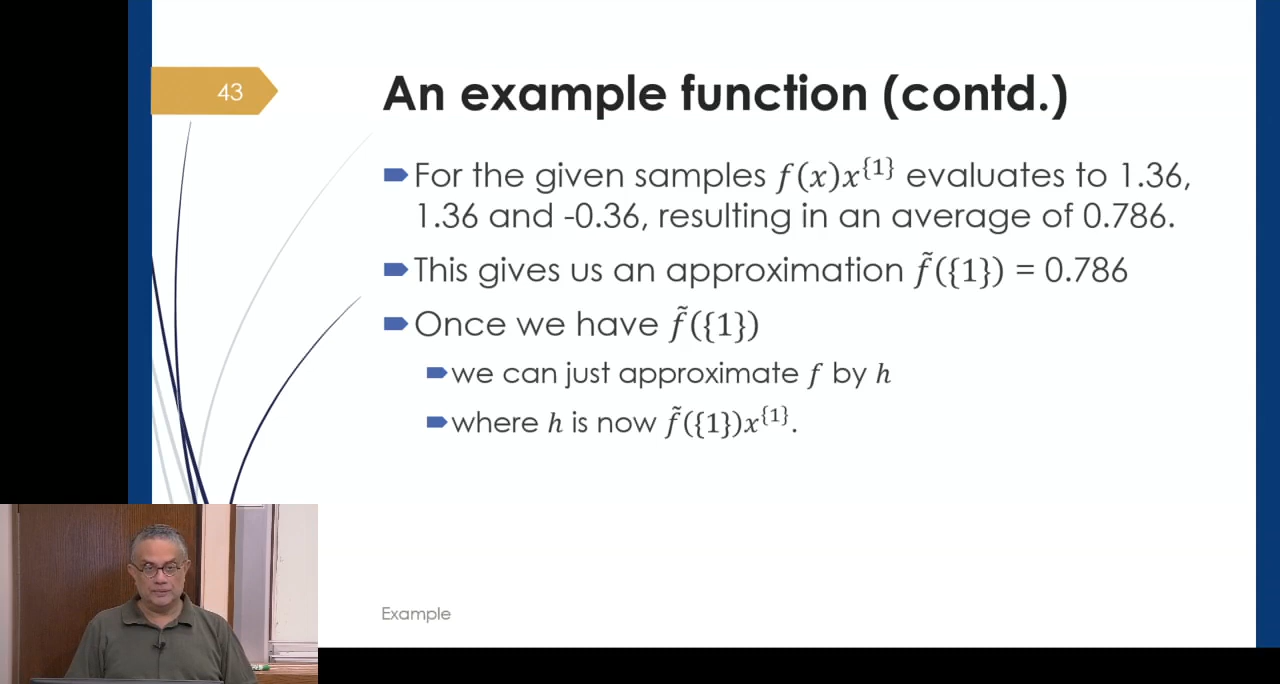 43
An example function (contd.)
For the given samples f(x)x^{1} evaluates to 1.36,
1.36 and -0.36, resulting in an average of 0.786.
This gives us an approximation f̃({1}) = 0.786
Once we have f̃({1})
we can just approximate f by h
where h is now f̃({1})x^{1}.
Example